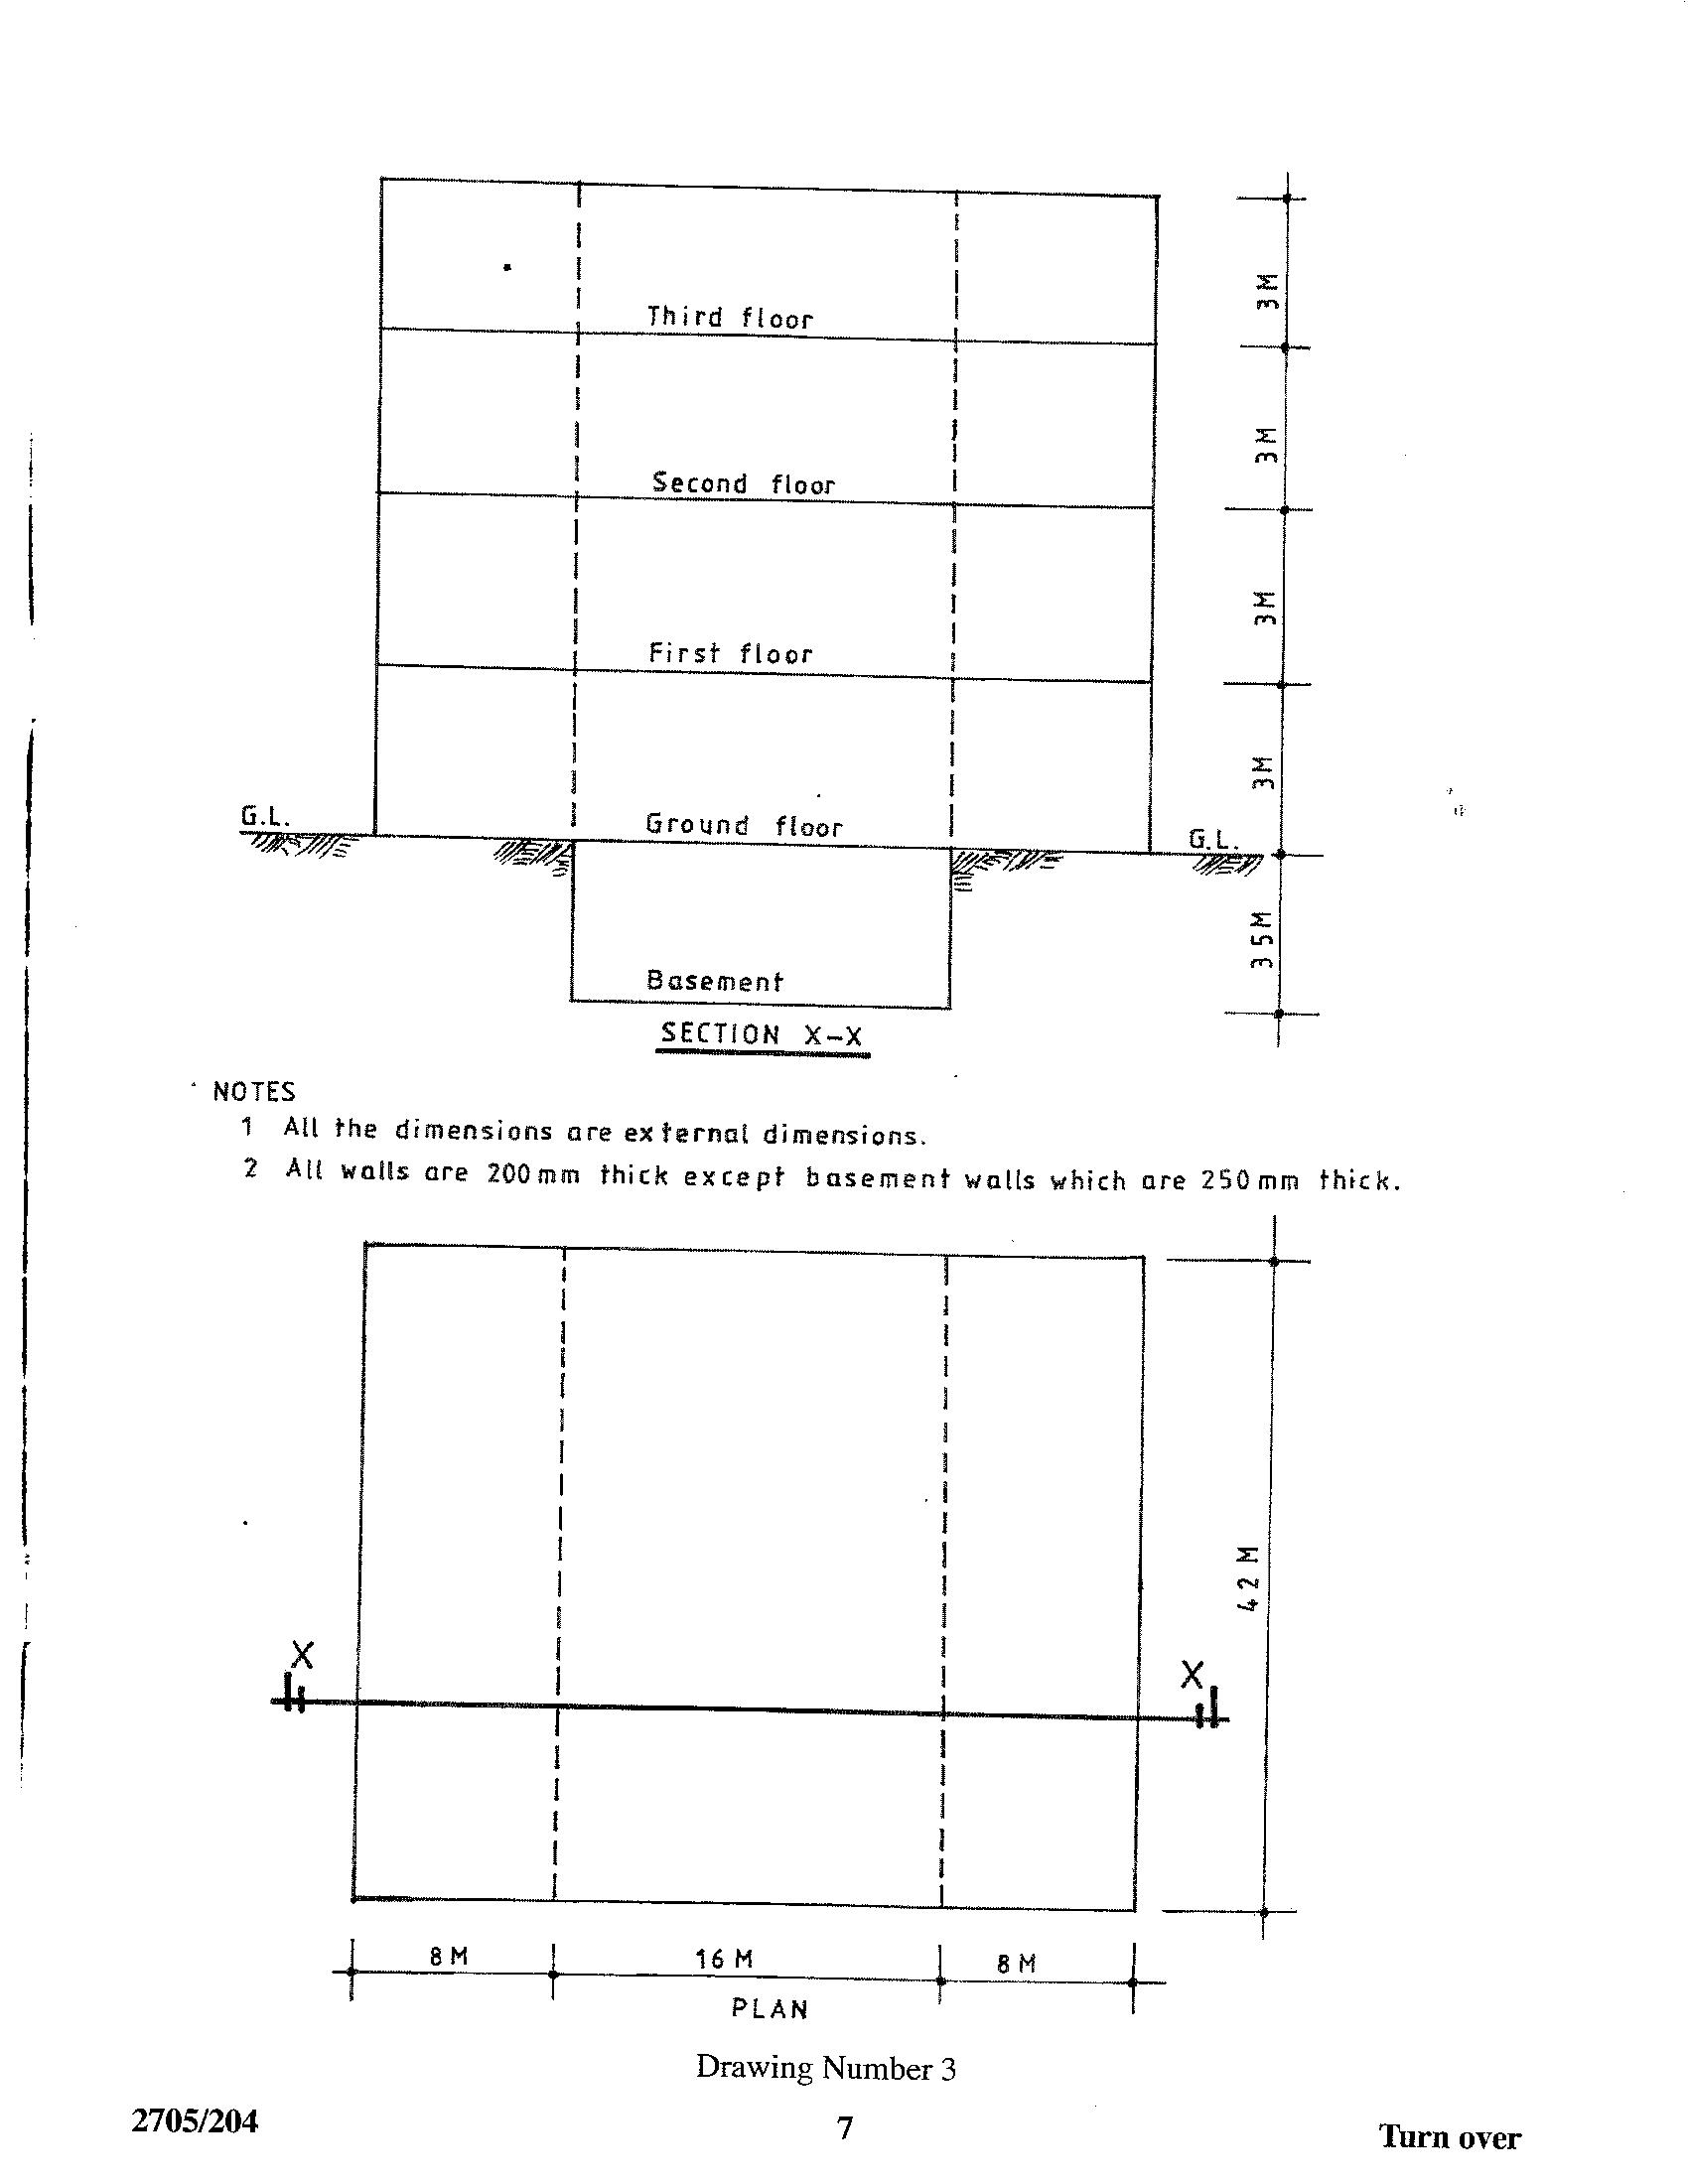 3M
Third floor
3M
Second floor
3M
First floor
3M
G.L.
Ground floor
G.L.
35M
Basement
SECTION X-X
NOTES
1 All the dimensions are external dimensions.
2 All walls are 200mm thick except basement walls which are 250mm thick.
42M
X
X
8M
16M
8M
PLAN
Drawing Number 3
2705/204
7
Turn over